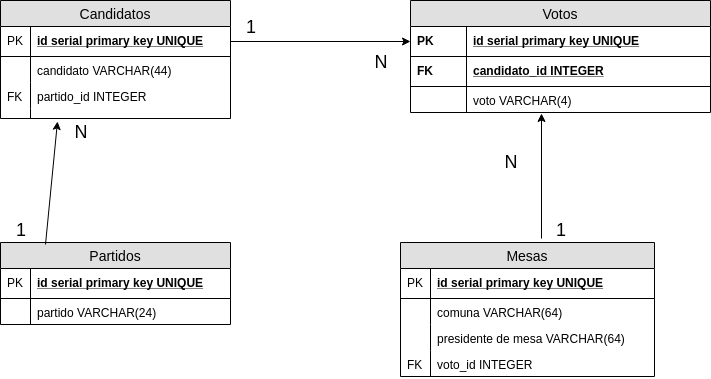 Candidatos
PK id serial primary key UNIQUE
candidato VARCHAR(44)
FK partido_id INTEGER
1
N
Votos
PK id serial primary key UNIQUE
FK candidato_id INTEGER
voto VARCHAR(4)
N
1
N
1
Partidos
PK id serial primary key UNIQUE
partido VARCHAR(24)
Mesas
PK id serial primary key UNIQUE
comuna VARCHAR(64)
presidente de mesa VARCHAR(64)
FK voto_id INTEGER